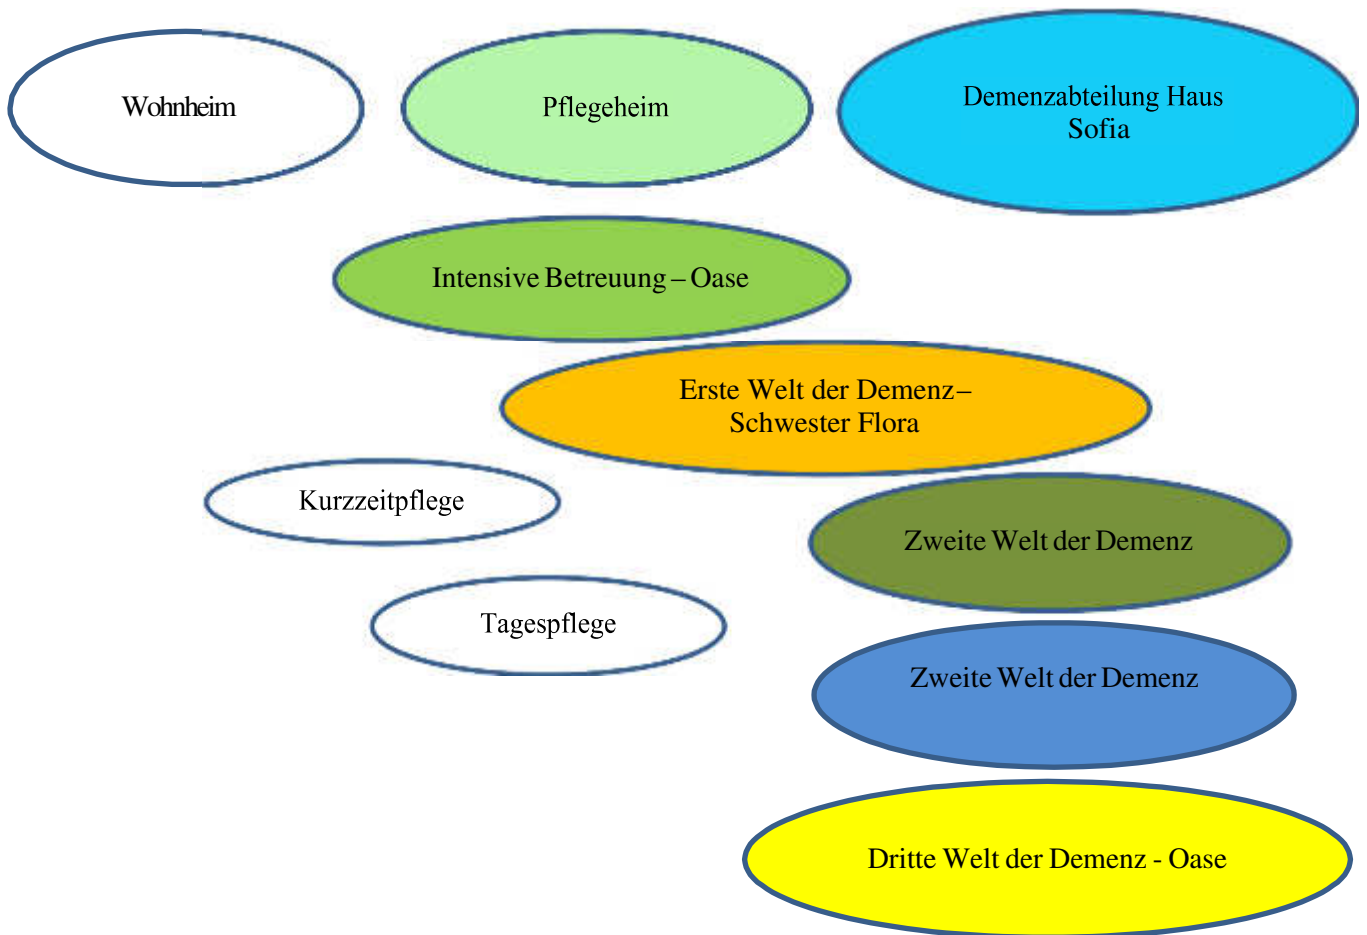 Wohnheim
Pflegeheim
Demenzabteilung Haus
Sofia
Intensive Betreuung – Oase
Erste Welt der Demenz–
Schwester Flora
Kurzzeitpflege
Zweite Welt der Demenz
Tagespflege
Zweite Welt der Demenz
Dritte Welt der Demenz - Oase